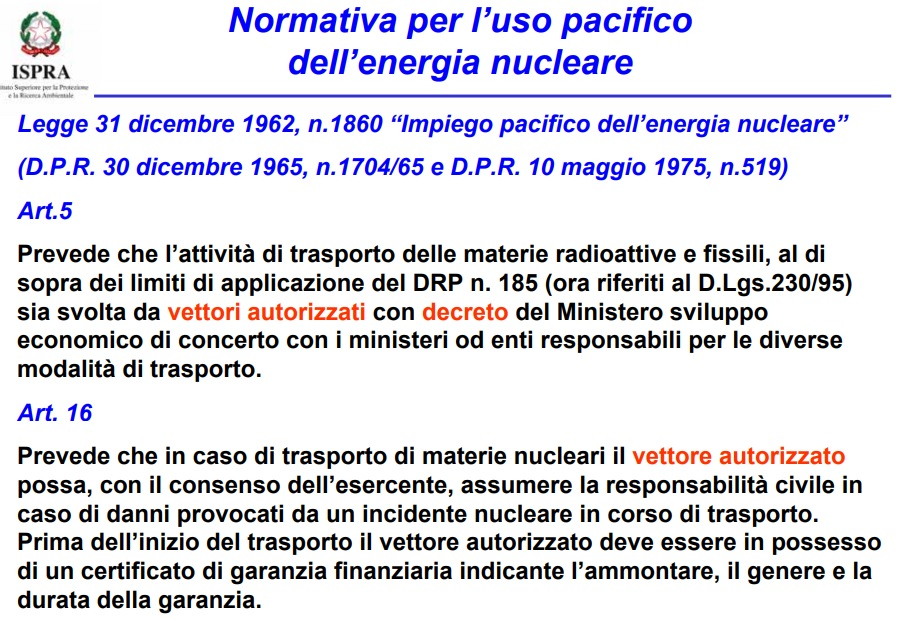 Normativa per l’uso pacifico
dell’energia nucleare
ISPRA
tituto Superiore per la Protezione
e la Ricerca Ambientale
Legge 31 dicembre 1962, n.1860 “Impiego pacifico dell’energia nucleare”
(D.P.R. 30 dicembre 1965, n.1704/65 e D.P.R. 10 maggio 1975, n.519)
Art.5
Prevede che l’attività di trasporto delle materie radioattive e fissili, al di
sopra dei limiti di applicazione del DRP n. 185 (ora riferiti al D.Lgs.230/95)
sia svolta da vettori autorizzati con decreto del Ministero sviluppo
economico di concerto con i ministeri od enti responsabili per le diverse
modalità di trasporto.
Art. 16
Prevede che in caso di trasporto di materie nucleari il vettore autorizzato
possa, con il consenso dell’esercente, assumere la responsabilità civile in
caso di danni provocati da un incidente nucleare in corso di trasporto.
Prima dell’inizio del trasporto il vettore autorizzato deve essere in possesso
di un certificato di garanzia finanziaria indicante l’ammontare, il genere e la
durata della garanzia.